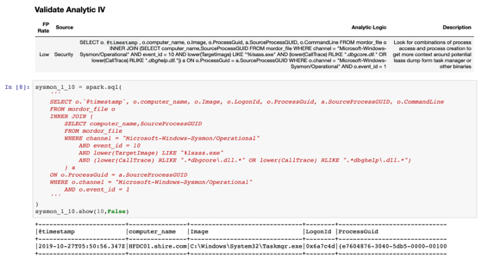 Validate Analytic IV
FP Rate Source Analytic Logic Description
Low Security
SELECT o.`@timestamp`, o.computer_name, o.Image, o.LogonId, o.ProcessGuid, a.SourceProcessGUID, o.CommandLine FROM mordor_file o
INNER JOIN (SELECT computer_name,SourceProcessGUID FROM mordor_file WHERE channel = "Microsoft-Windows-
Sysmon/Operational" AND event_id = 10 AND lower(TargetImage) LIKE "%lsass.exe" AND (lower(CallTrace) RLIKE ".*dbgcore\.dll.*" OR
lower(CallTrace) RLIKE ".*dbghelp\.dll.*")) a ON o.ProcessGuid = a.SourceProcessGUID WHERE o.channel = "Microsoft-Windows-
Sysmon/Operational" AND o.event_id = 1
Look for combinations of process
access and process creation to
get more context around potential
lsass dump form task manager or
other binaries
In [8]: sysmon_1_10 = spark.sql(
'''
SELECT o.`@timestamp`, o.computer_name, o.Image, o.LogonId, o.ProcessGuid, a.SourceProcessGUID, o.CommandLine
FROM mordor_file o
INNER JOIN (
SELECT computer_name,SourceProcessGUID
FROM mordor_file
WHERE channel = "Microsoft-Windows-Sysmon/Operational"
AND event_id = 10
AND lower(TargetImage) LIKE "%lsass.exe"
AND (lower(CallTrace) RLIKE ".*dbgcore\.dll.*" OR lower(CallTrace) RLIKE ".*dbghelp\.dll.*")
) a
ON o.ProcessGuid = a.SourceProcessGUID
WHERE o.channel = "Microsoft-Windows-Sysmon/Operational"
AND o.event_id = 1
'''
)
sysmon_1_10.show(10,False)
|@timestamp |computer_name |Image |LogonId|ProcessGuid
|2019-10-27T05:50:56.347Z|HFDC01.shire.com|C:\Windows\System32\Taskmgr.exe|0x6a7c4d|{e7604876-3040-5db5-0000-00100